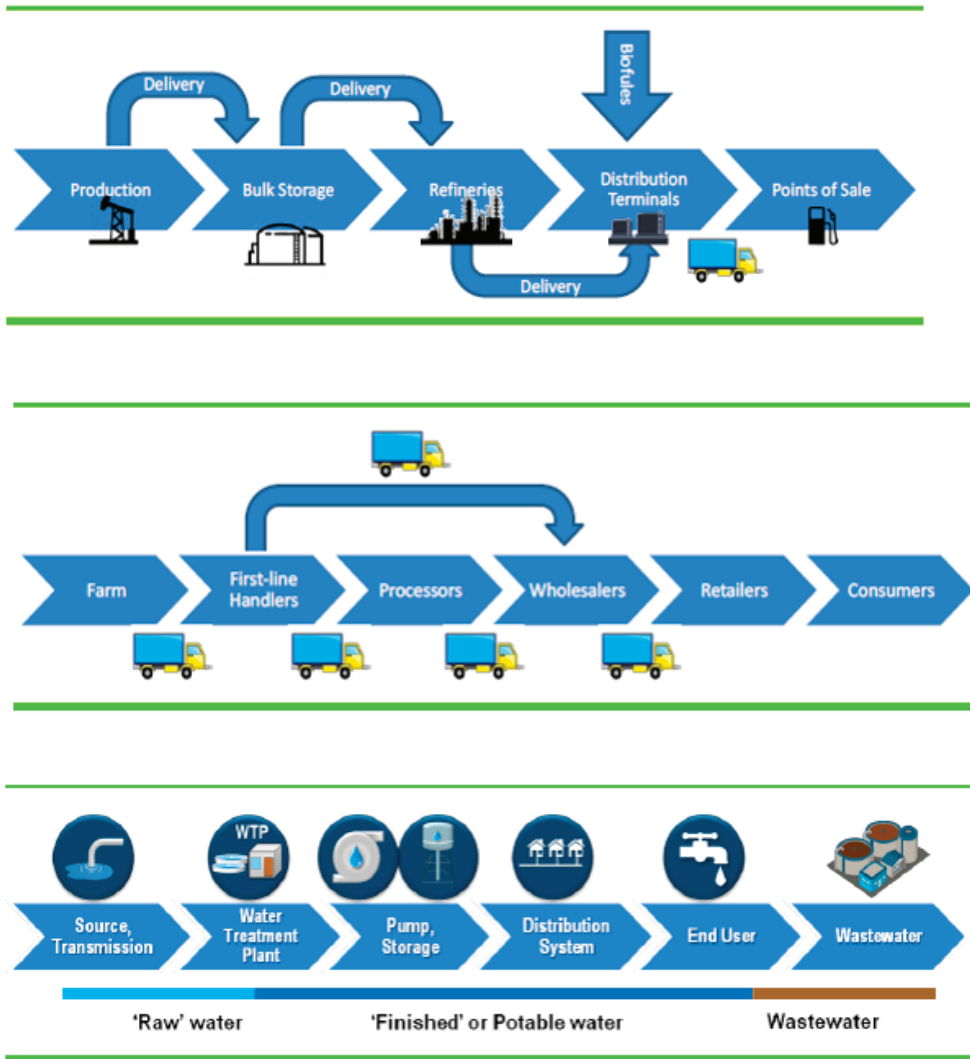 Delivery
Delivery
Biofules
Production
Bulk Storage
Refineries
Distribution
Terminals
Points of Sale
Delivery
Farm
First-line
Handlers
Processors
Wholesalers
Retailers
Consumers
WTP
Source,
Transmission
Water
Treatment
Plant
Pump,
Storage
Distribution
System
End User
Wastewater
'Raw' water
'Finished' or Potable water
Wastewater